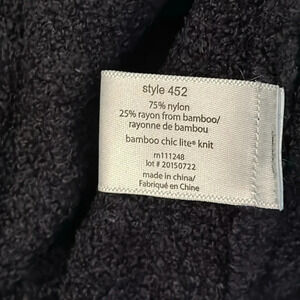 style 452
75% nylon
25% rayon from bamboo/
rayonne de bambou
bamboo chic lite® knit
rn111248
lot # 20150722
made in china/
Fabriqué en Chine